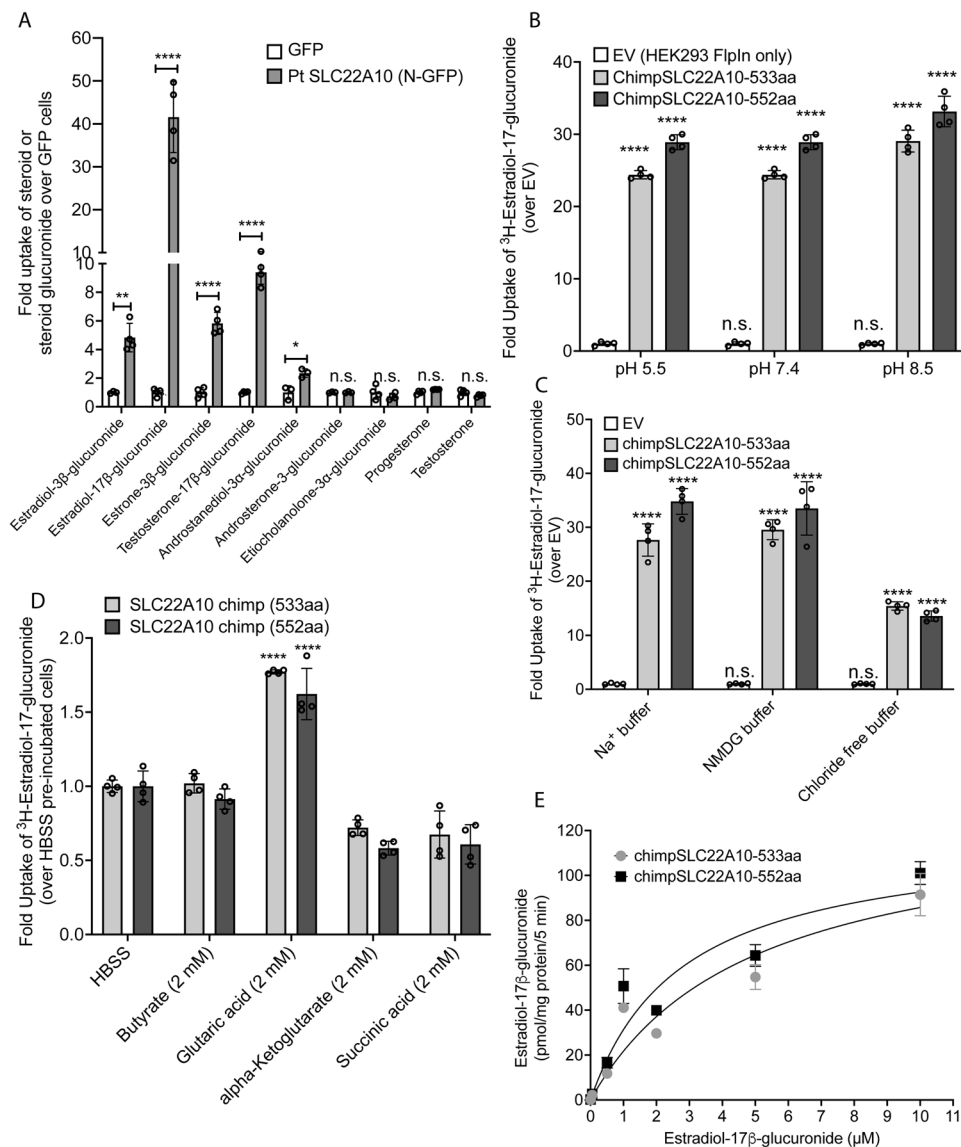 A
Fold uptake of steroid or
steroid glucuronide over GFP cells
60
50
40
30
20
10
10
8
6
4
2
0
GFP
Pt SLC22A10 (N-GFP)
**
****
****
****
*
n.s.
n.s.
n.s.
n.s.
Estradiol-3β-glucuronide
Estradiol-17β-glucuronide
Estrone-3β-glucuronide
Testosterone-17β-glucuronide
Androstanediol-3α-glucuronide
Androsterone-3-glucuronide
Etiocholanolone-3α-glucuronide
Progesterone
Testosterone
B
Fold Uptake of ³H-Estradiol-17-glucuronide
(over EV)
40
30
20
10
0
EV (HEK293 FlpIn only)
ChimpSLC22A10-533aa
ChimpSLC22A10-552aa
****
****
n.s.
****
****
n.s.
****
****
pH 5.5
pH 7.4
pH 8.5
C
Fold Uptake of ³H-Estradiol-17-glucuronide
(over EV)
50
40
30
20
10
0
EV
chimpSLC22A10-533aa
chimpSLC22A10-552aa
****
****
n.s.
****
****
n.s.
****
****
Na⁺ buffer
NMDG buffer
Chloride free buffer
D
Fold Uptake of ³H-Estradiol-17-glucuronide
(over HBSS pre-incubated cells)
2.0
1.5
1.0
0.5
0.0
SLC22A10 chimp (533aa)
SLC22A10 chimp (552aa)
****
****
HBSS
Butyrate (2 mM)
Glutaric acid (2 mM)
alpha-Ketoglutarate (2 mM)
Succinic acid (2 mM)
E
Estradiol-17β-glucuronide
(pmol/mg protein/5 min)
120
100
80
60
40
20
0
chimpSLC22A10-533aa
chimpSLC22A10-552aa
0 1 2 3 4 5 6 7 8 9 10 11
Estradiol-17β-glucuronide (µM)